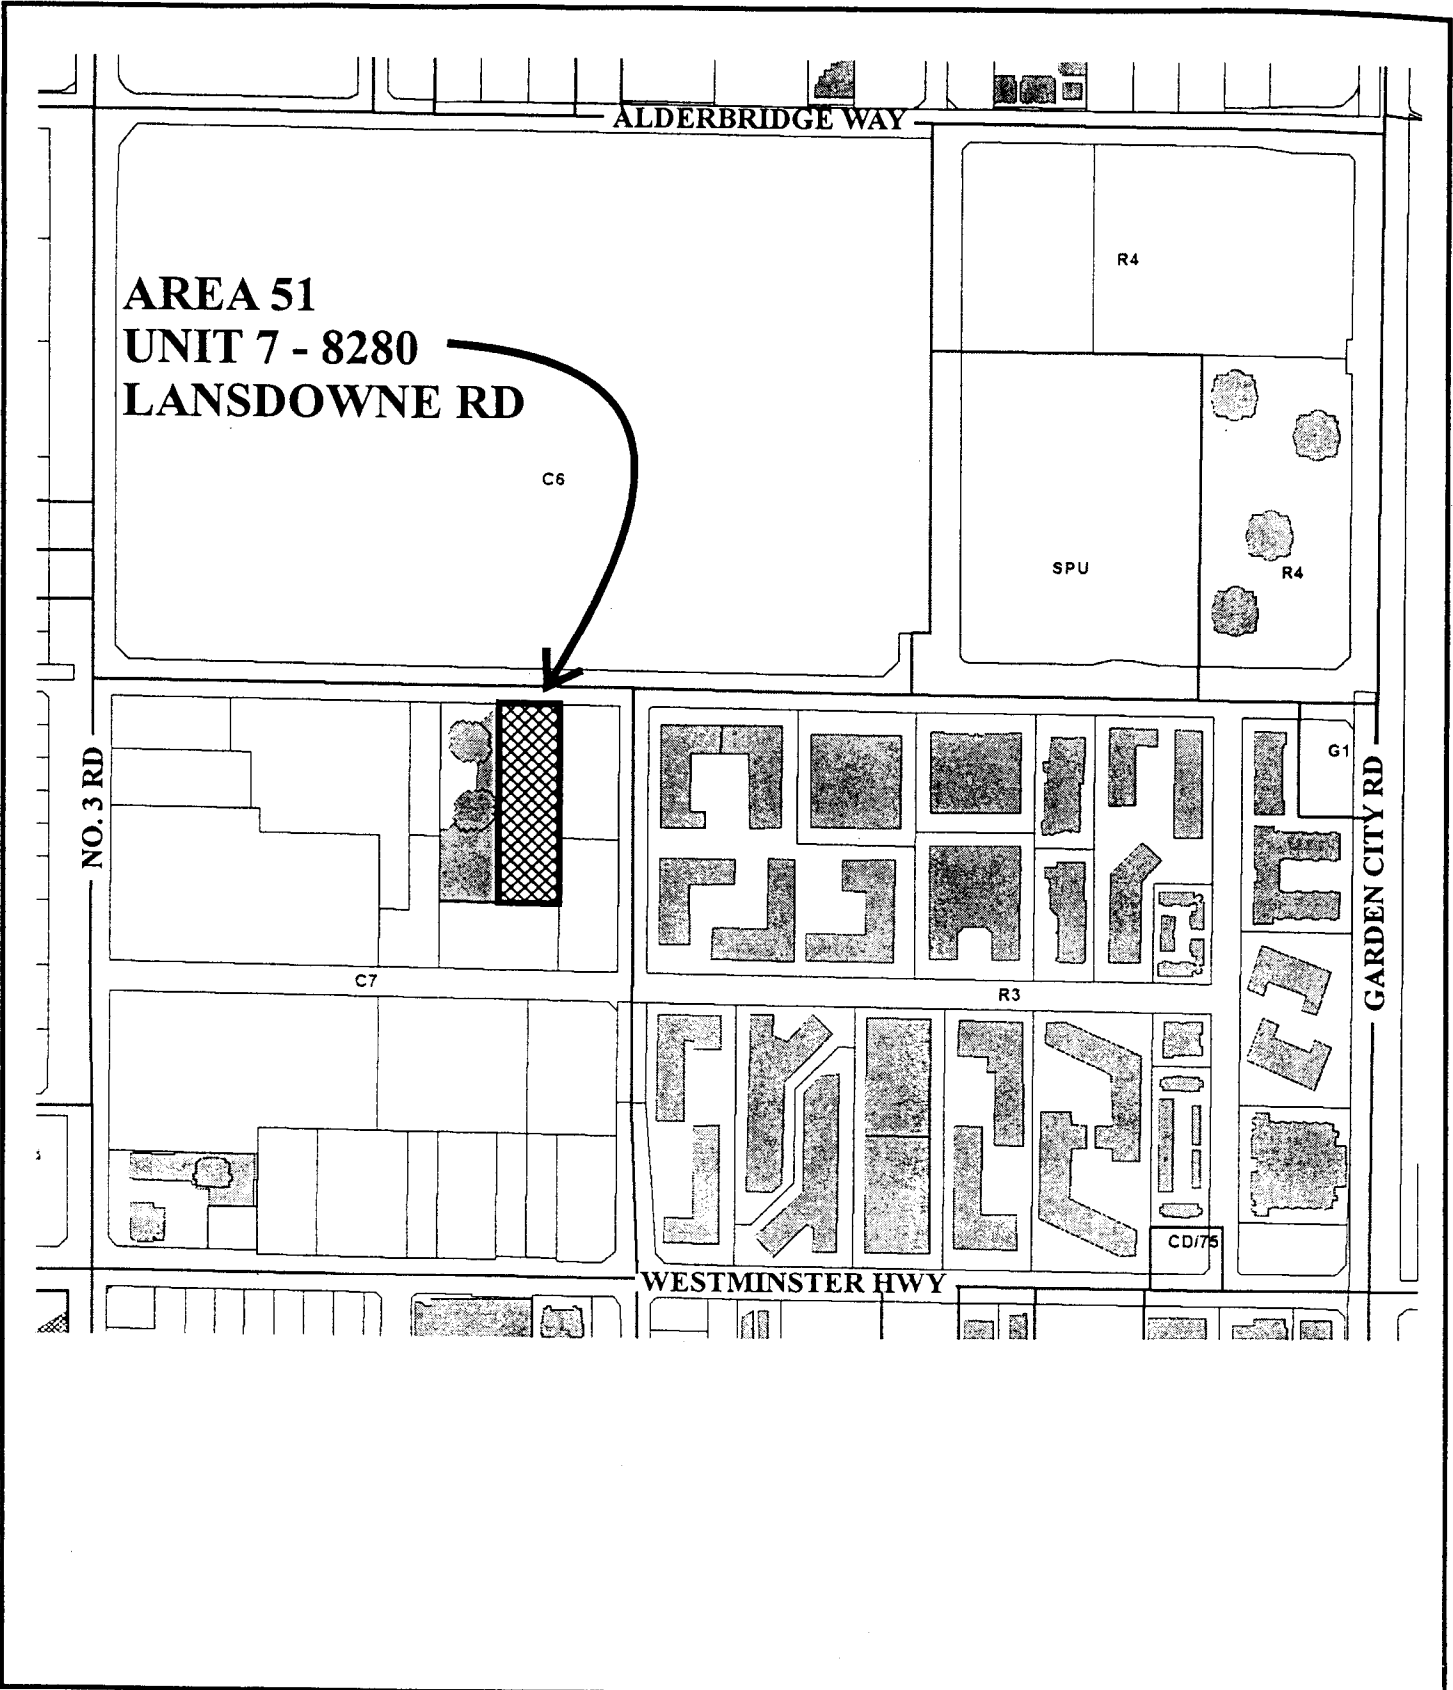 ALDERBRIDGE WAY
R4
AREA 51
UNIT 7 - 8280
LANSDOWNE RD
C6
SPU
R4
NO. 3 RD
G1
GARDEN CITY RD
C7
R3
CD/75
WESTMINSTER HWY